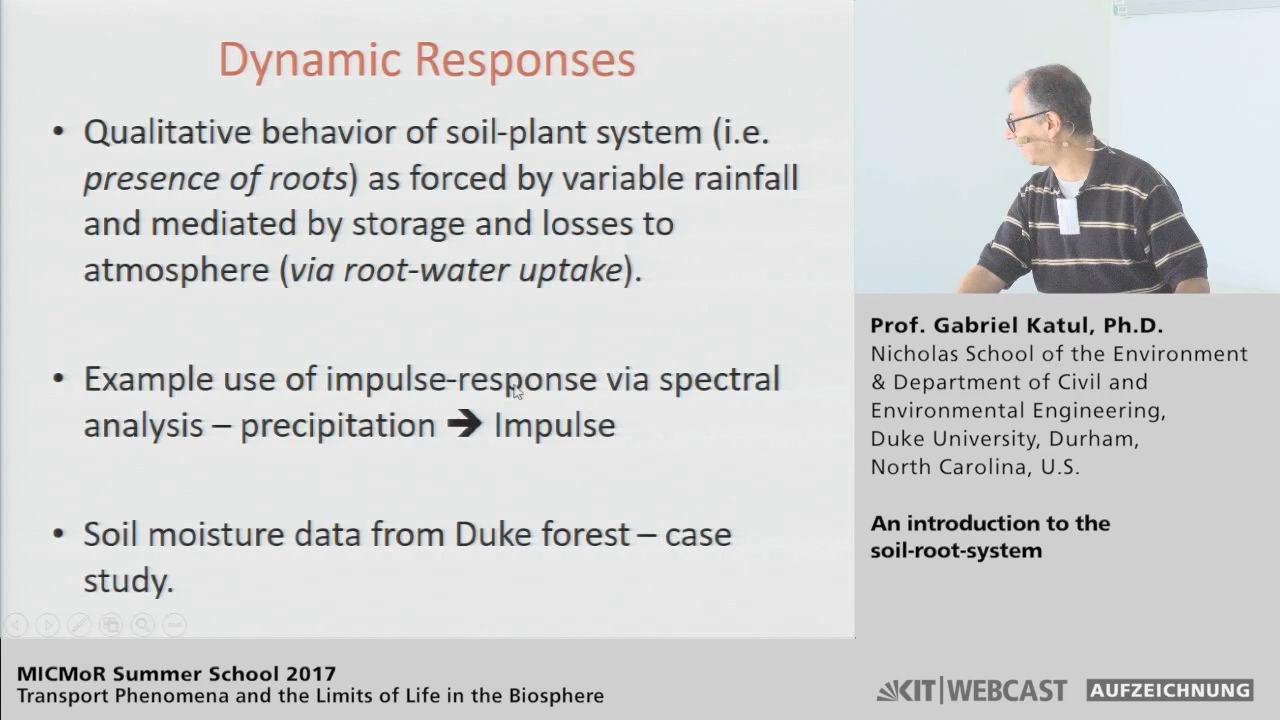 Dynamic Responses
• Qualitative behavior of soil-plant system (i.e.
presence of roots) as forced by variable rainfall
and mediated by storage and losses to
atmosphere (via root-water uptake).
• Example use of impulse-response via spectral
analysis – precipitation ➔ Impulse
• Soil moisture data from Duke forest – case
study.
Prof. Gabriel Katul, Ph.D.
Nicholas School of the Environment
& Department of Civil and
Environmental Engineering,
Duke University, Durham,
North Carolina, U.S.
An introduction to the
soil-root-system
MICMoR Summer School 2017
Transport Phenomena and the Limits of Life in the Biosphere
KIT|WEBCAST AUFZEICHNUNG